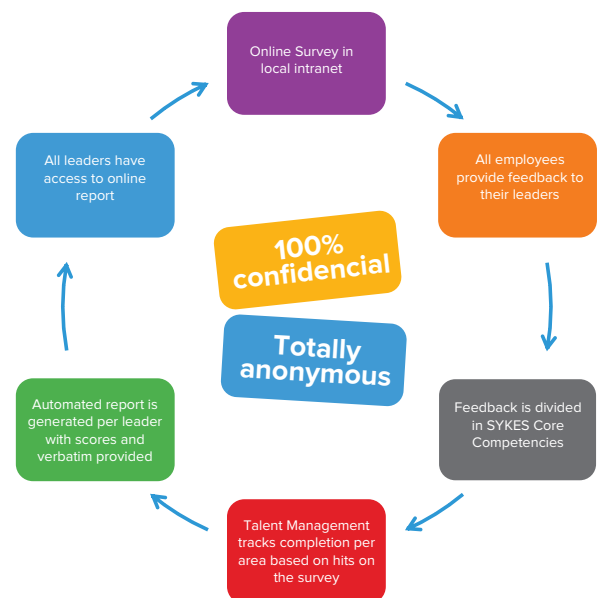 Online Survey in
local intranet
All employees
provide feedback to
their leaders
Feedback is divided
in SYKES Core
Competencies
Talent Management
tracks completion per
area based on hits on
the survey
Automated report is
generated per leader
with scores and
verbatim provided
All leaders have
access to online
report
100%
confidencial
Totally
anonymous